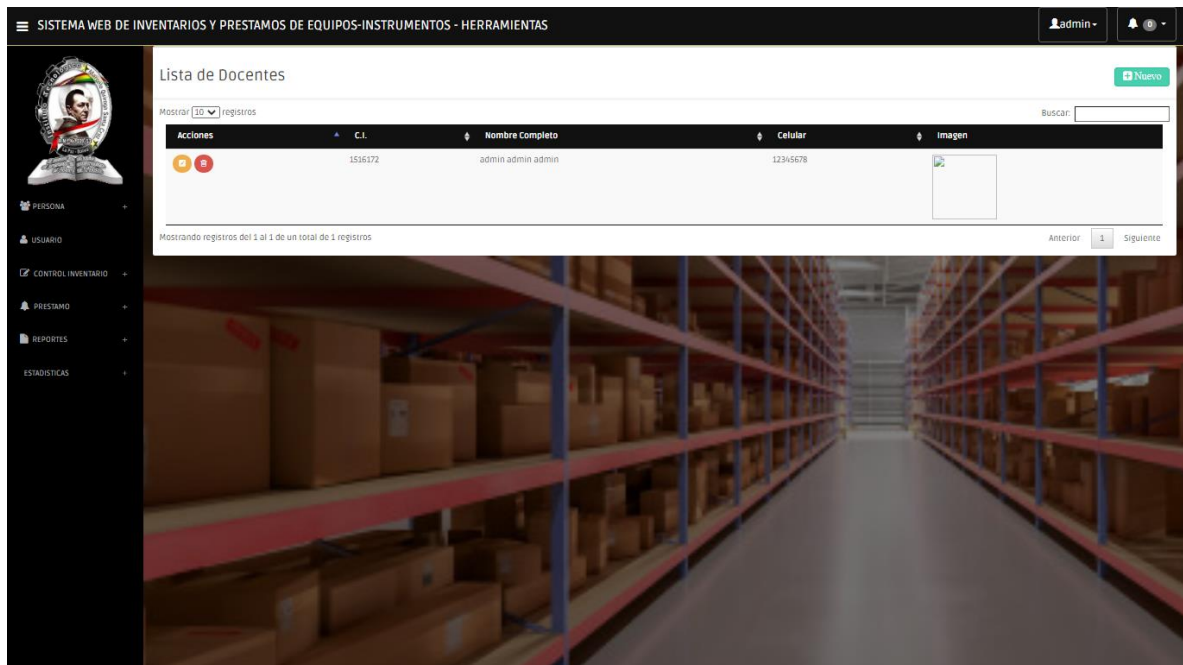 SISTEMA WEB DE INVENTARIOS Y PRESTAMOS DE EQUIPOS-INSTRUMENTOS - HERRAMIENTAS
admin
0
Lista de Docentes
Nuevo
Mostrar 10 registros
Buscar:
Acciones C.I. Nombre Completo Celular Imagen
1516172 admin admin admin 12345678
Mostrando registros del 1 al 1 de un total de 1 registros
Anterior 1 Siguiente
PERSONA +
USUARIO
CONTROL INVENTARIO +
PRESTAMO +
REPORTES +
ESTADISTICAS +